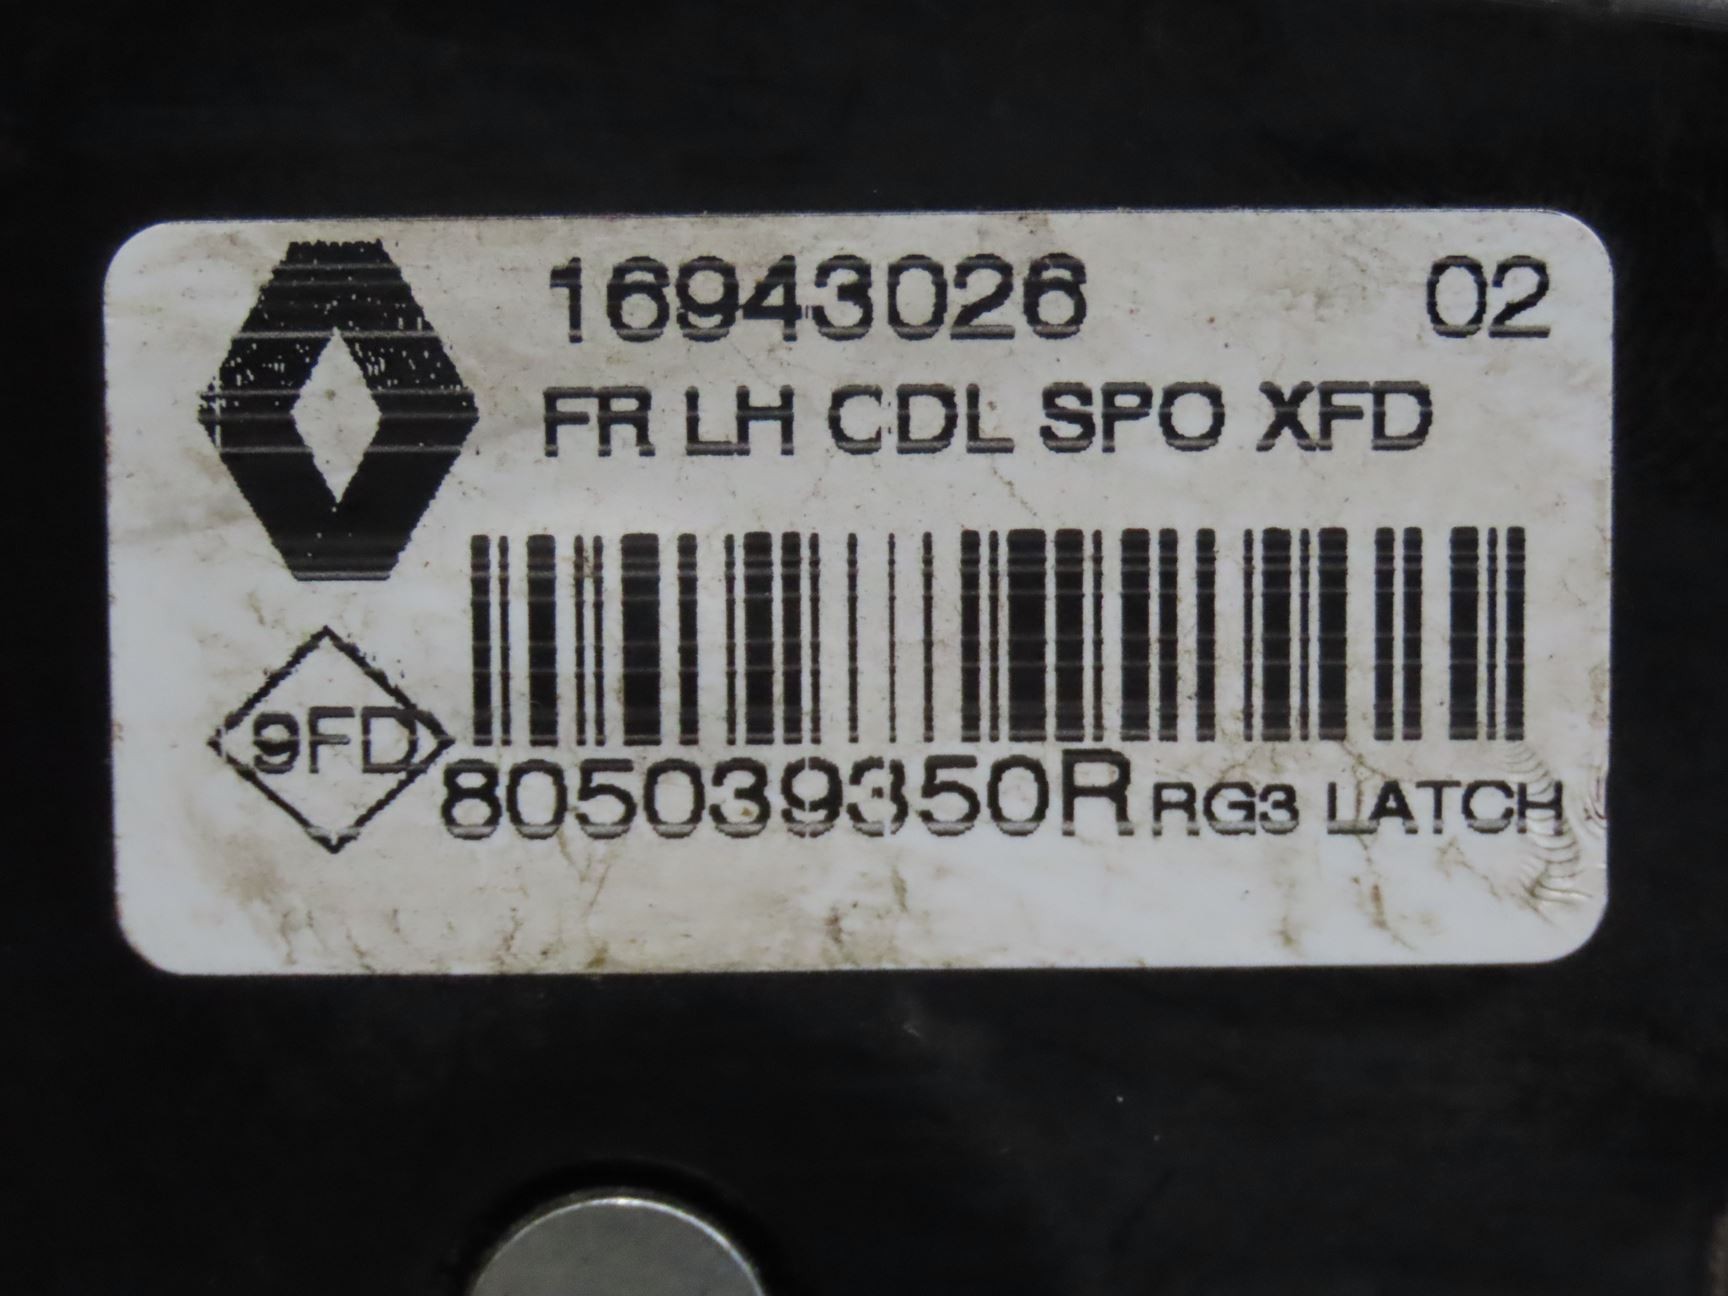 16943026 02
FR LH CDL SPO XFD
9FD
805039350R RG3 LATCH